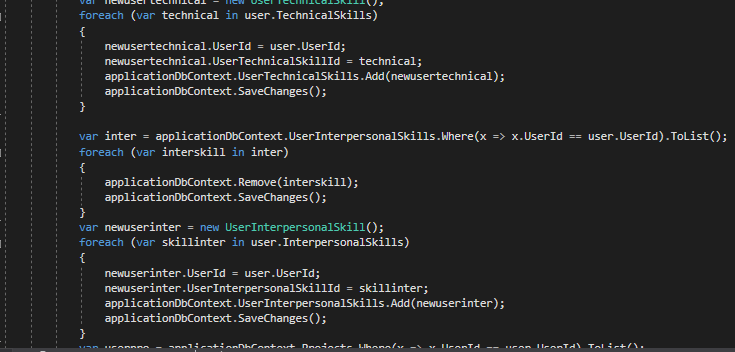 var newusertechnical = new UserTechnicalSkill();
foreach (var technical in user.TechnicalSkills)
{
newusertechnical.UserId = user.UserId;
newusertechnical.UserTechnicalSkillId = technical;
applicationDbContext.UserTechnicalSkills.Add(newusertechnical);
applicationDbContext.SaveChanges();
}
var inter = applicationDbContext.UserInterpersonalSkills.Where(x => x.UserId == user.UserId).ToList();
foreach (var interskill in inter)
{
applicationDbContext.Remove(interskill);
applicationDbContext.SaveChanges();
}
var newuserinter = new UserInterpersonalSkill();
foreach (var skillinter in user.InterpersonalSkills)
{
newuserinter.UserId = user.UserId;
newuserinter.UserInterpersonalSkillId = skillinter;
applicationDbContext.UserInterpersonalSkills.Add(newuserinter);
applicationDbContext.SaveChanges();
}
var userpro = applicationDbContext.Projects.Where(x => x.UserId == user.UserId).ToList();